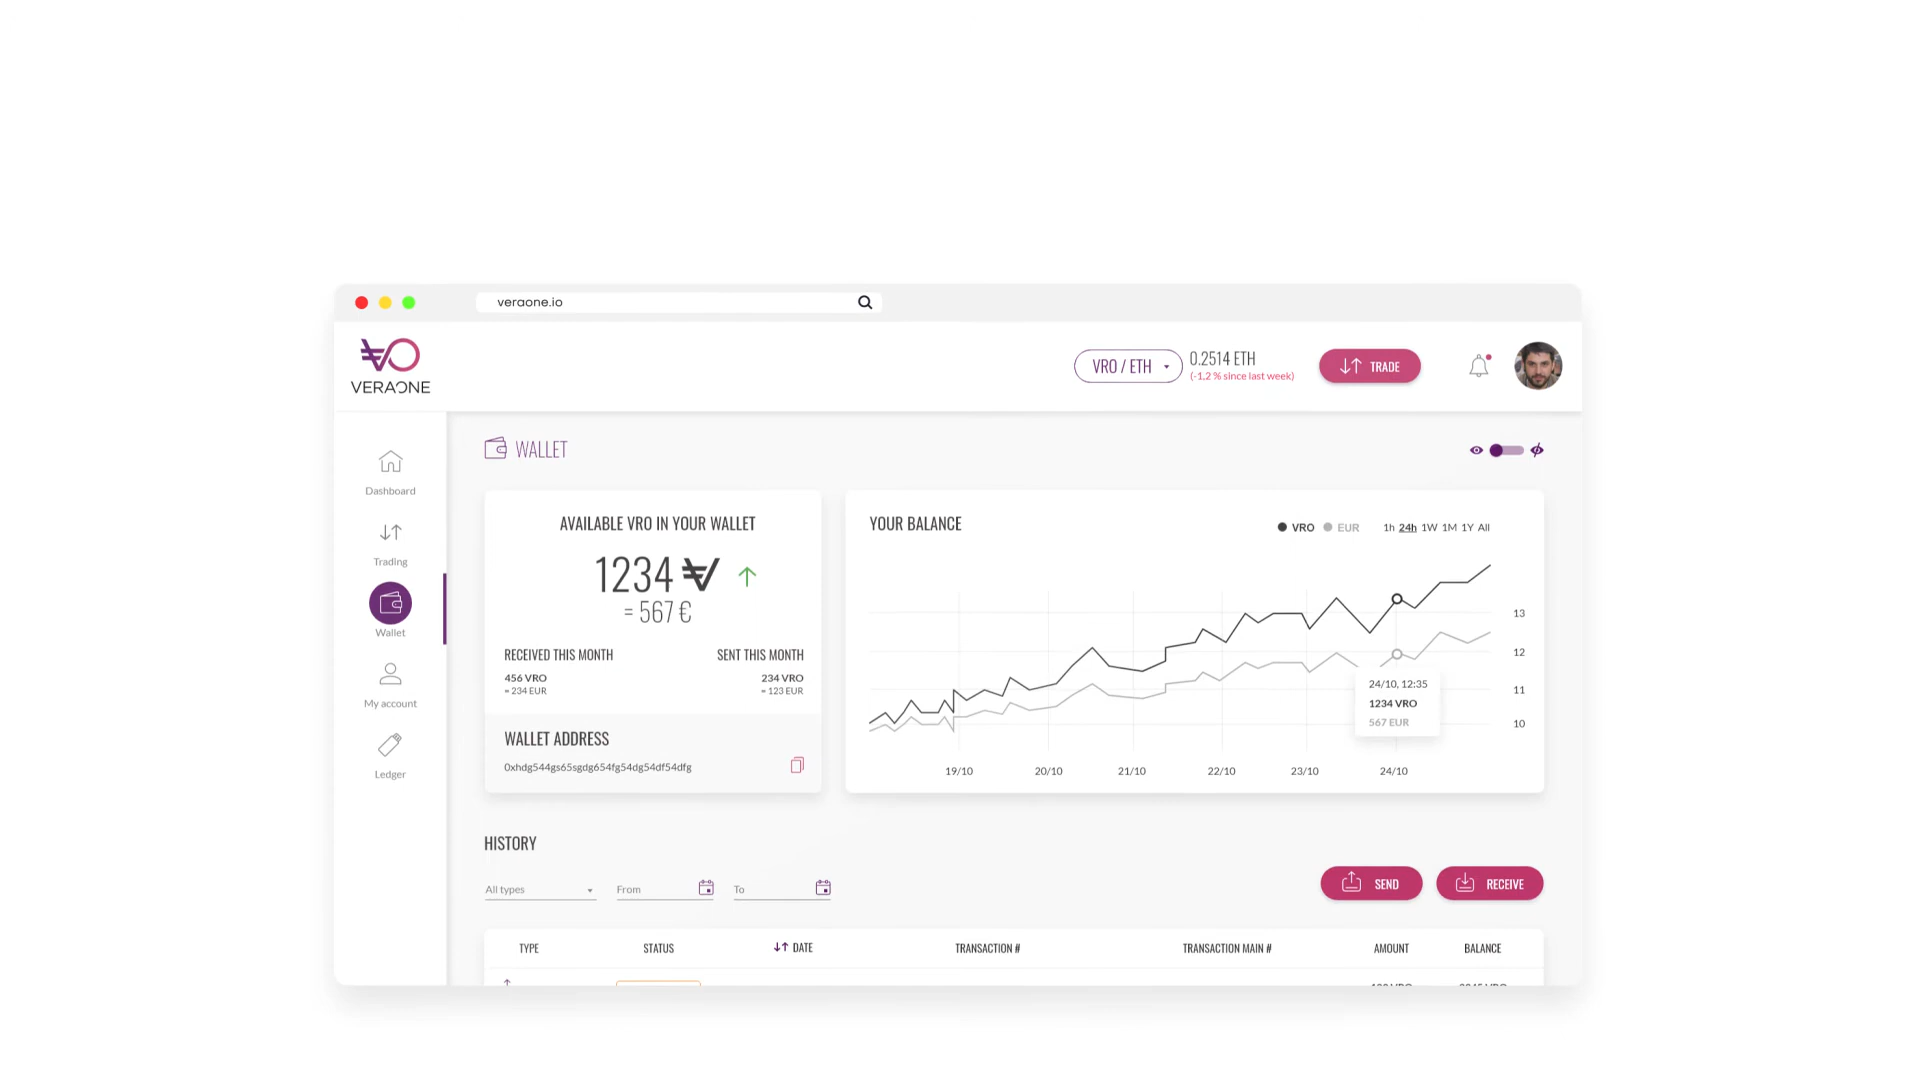 veraone.io
VERAONE
VRO / ETH
0.2514 ETH
(-1,2 % since last week)
TRADE
Dashboard
Trading
Wallet
My account
Ledger
WALLET
AVAILABLE VRO IN YOUR WALLET
1234
= 567 €
RECEIVED THIS MONTH
456 VRO
= 234 EUR
SENT THIS MONTH
234 VRO
= 123 EUR
WALLET ADDRESS
0xhdg544gs65sgdg654fg54dg54df54dfg
YOUR BALANCE
VRO EUR
1h 24h 1W 1M 1Y All
13
12
11
10
24/10, 12:35
1234 VRO
567 EUR
19/10 20/10 21/10 22/10 23/10 24/10
HISTORY
All types From To
SEND
RECEIVE
TYPE STATUS DATE TRANSACTION # TRANSACTION MAIN # AMOUNT BALANCE